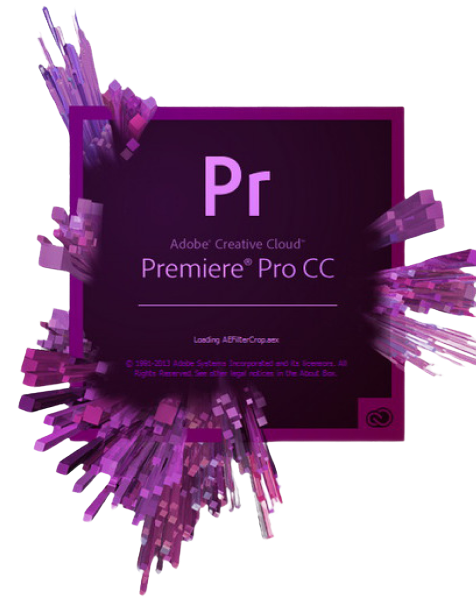 Pr
Adobe® Creative Cloud™
Premiere® Pro CC
Loading AEFilterCrop.aex
© 1991-2013 Adobe Systems Incorporated and its licensors. All
Rights Reserved. See other legal notices in the About Box.